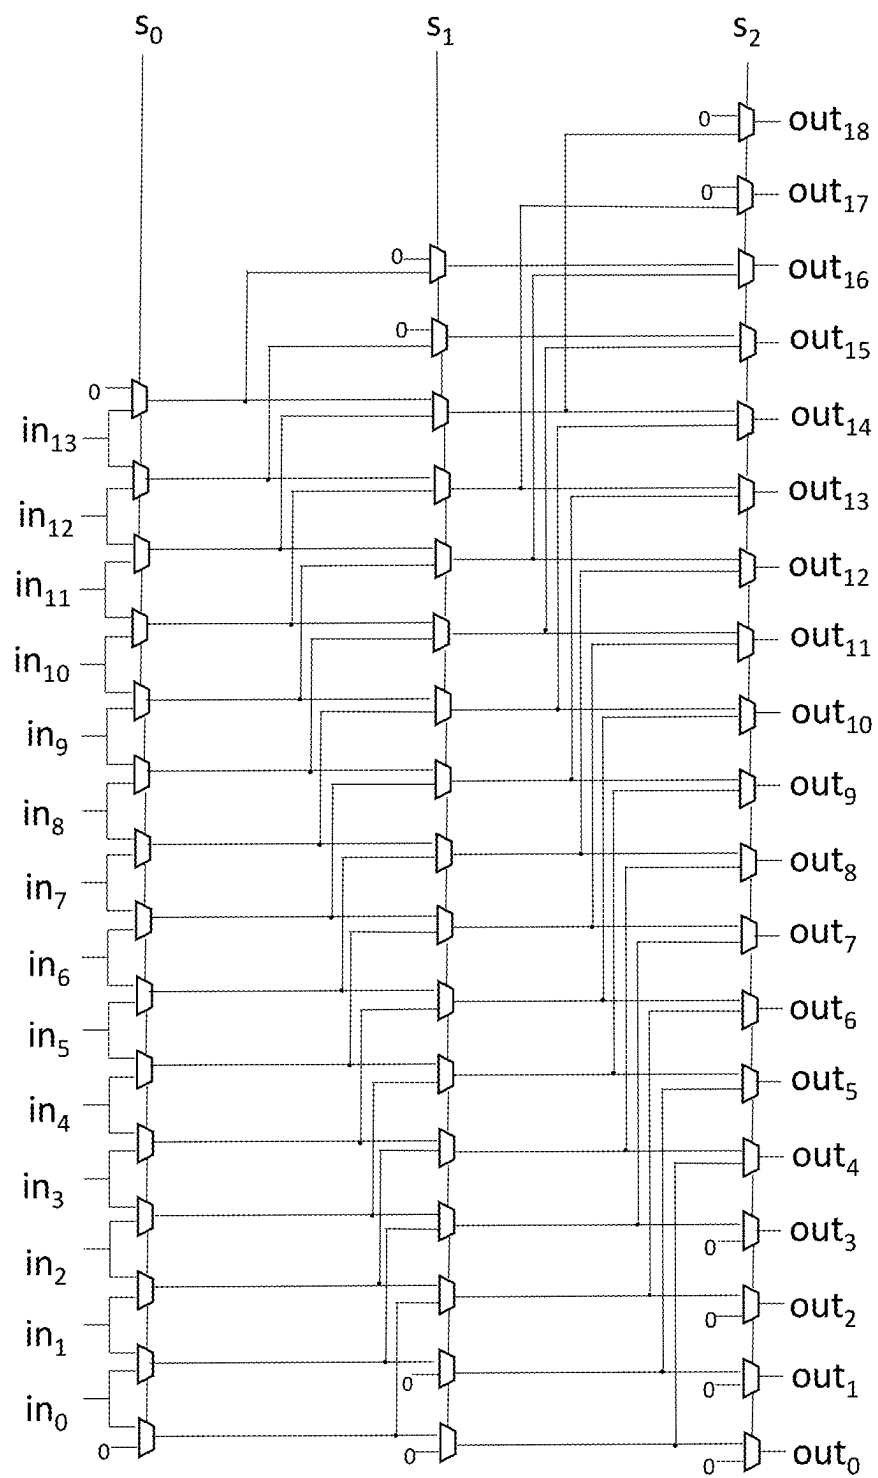 s0 s1 s2
0 out18
0 out17
0 out16
0 out15
0
in13 out14
in12 out13
in11 out12
in10 out11
in9 out10
in8 out9
in7 out8
in6 out7
in5 out6
in4 out5
in3 out4
in2 out3
0
in1 out2
0
in0 out1
0 0
0 0 out0
0